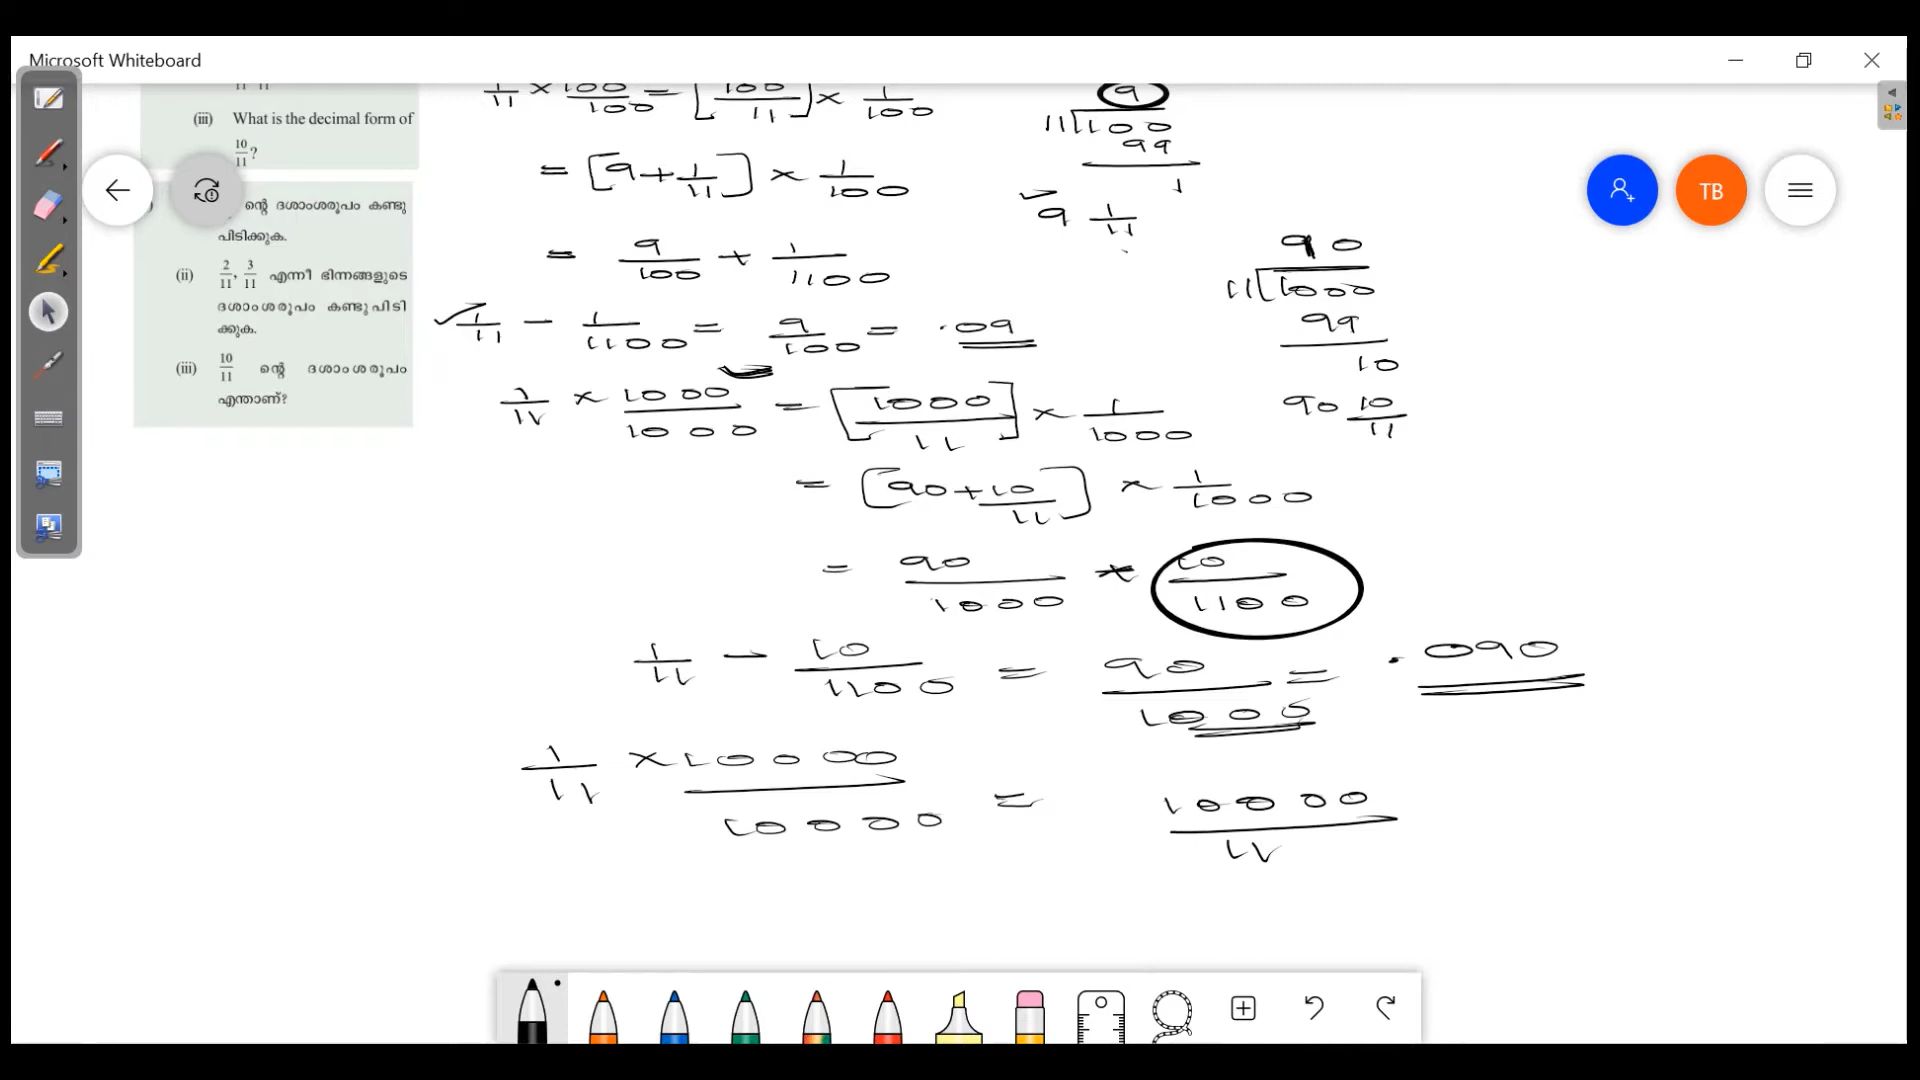 Microsoft Whiteboard
(iii) What is the decimal form of
10/11?
ന്റെ ദശാംശരൂപം കണ്ടു
പിടിക്കുക.
(ii) 2/11, 3/11 എന്നീ ഭിന്നങ്ങളുടെ
ദശാംശരൂപം കണ്ടുപിടി
ക്കുക.
(iii) 10/11 ന്റെ ദശാംശരൂപം
എന്താണ്?
TB
1/11 × 100/100 = [100/11] × 1/100
= [9 + 1/11] × 1/100
= 9/100 + 1/1100
1/11 - 1/1100 = 9/100 = .09
9
11 100
99
1
9 1/11
90
11 1000
99
10
90 10/11
1/11 × 1000/1000 = [1000/11] × 1/1000
= [90 + 10/11] × 1/1000
= 90/1000 + 10/1100
1/11 - 10/1100 = 90/1000 = .090
1/11 × 10000/10000 = 10000/11